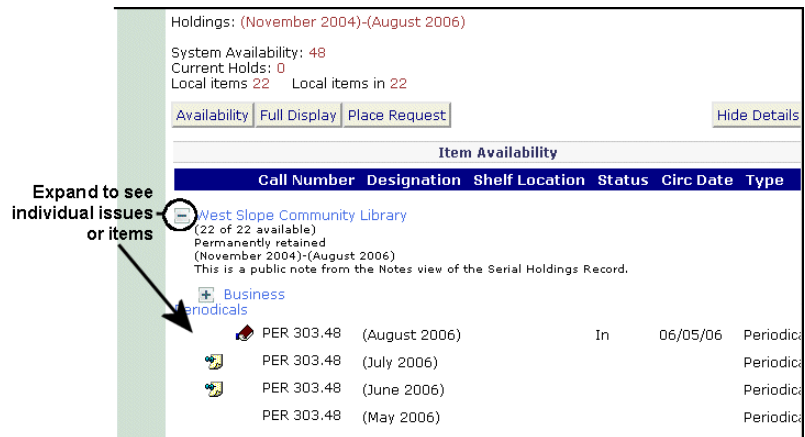 Holdings: (November 2004)-(August 2006)
System Availability: 48
Current Holds: 0
Local items 22 Local items in 22
Availability Full Display Place Request Hide Details
Item Availability
Call Number Designation Shelf Location Status Circ Date Type
Expand to see
individual issues
or items
West Slope Community Library
(22 of 22 available)
Permanently retained
(November 2004)-(August 2006)
This is a public note from the Notes view of the Serial Holdings Record.
Business
Periodicals
PER 303.48 (August 2006) In 06/05/06 Periodica
PER 303.48 (July 2006) Periodica
PER 303.48 (June 2006) Periodica
PER 303.48 (May 2006) Periodica